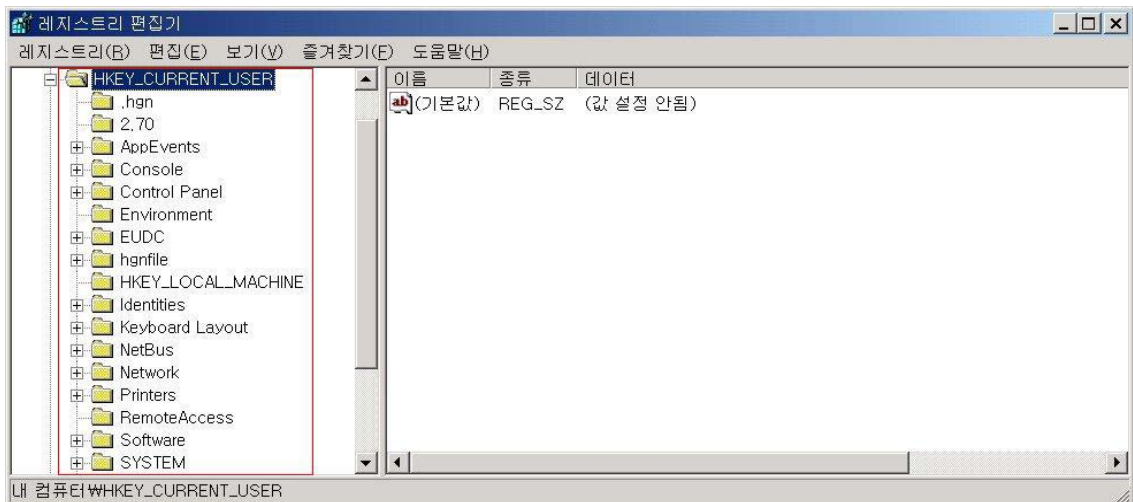 레지스트리 편집기
레지스트리(R) 편집(E) 보기(V) 즐겨찾기(F) 도움말(H)
HKEY_CURRENT_USER
.hgn
2.70
AppEvents
Console
Control Panel
Environment
EUDC
hgnfile
HKEY_LOCAL_MACHINE
Identities
Keyboard Layout
NetBus
Network
Printers
RemoteAccess
Software
SYSTEM
이름 종류 데이터
ab (기본값) REG_SZ (값 설정 안됨)
내 컴퓨터₩HKEY_CURRENT_USER